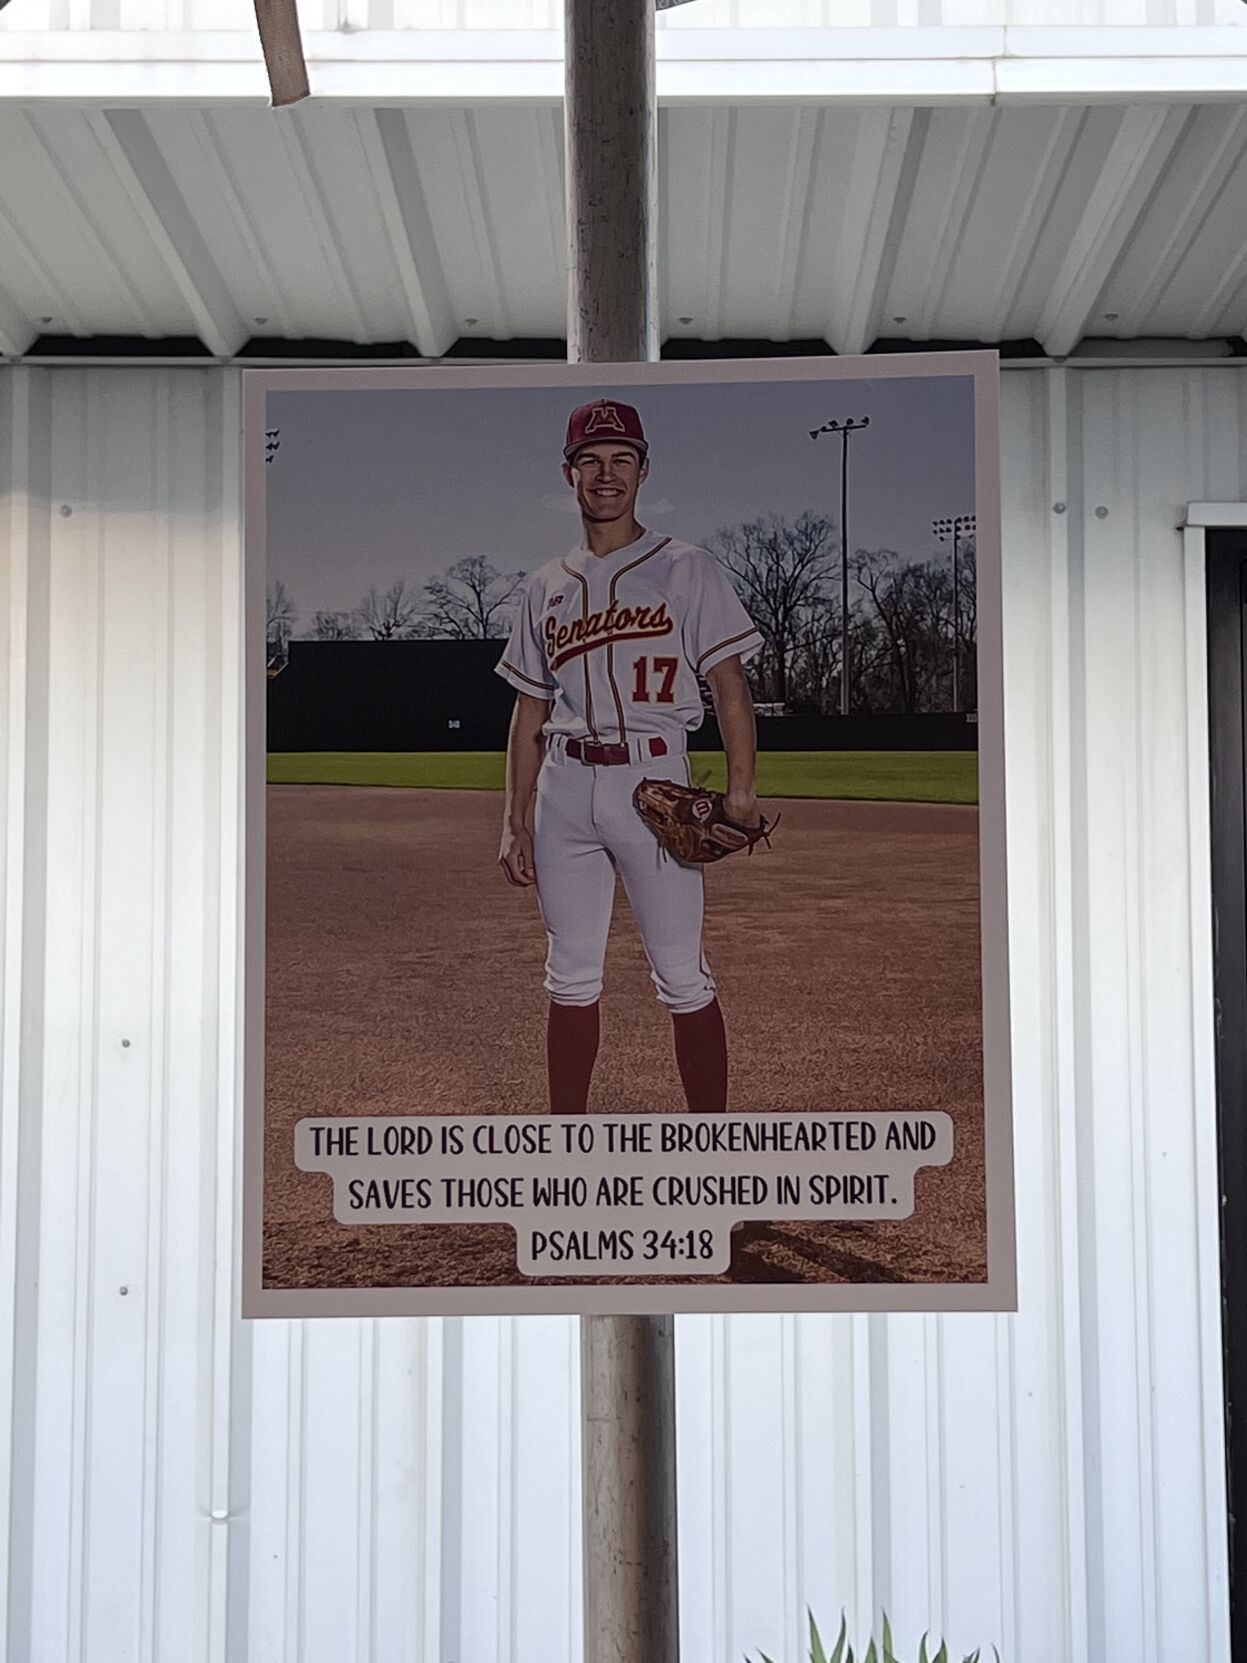 M
Senators
17
THE LORD IS CLOSE TO THE BROKENHEARTED AND
SAVES THOSE WHO ARE CRUSHED IN SPIRIT.
PSALMS 34:18